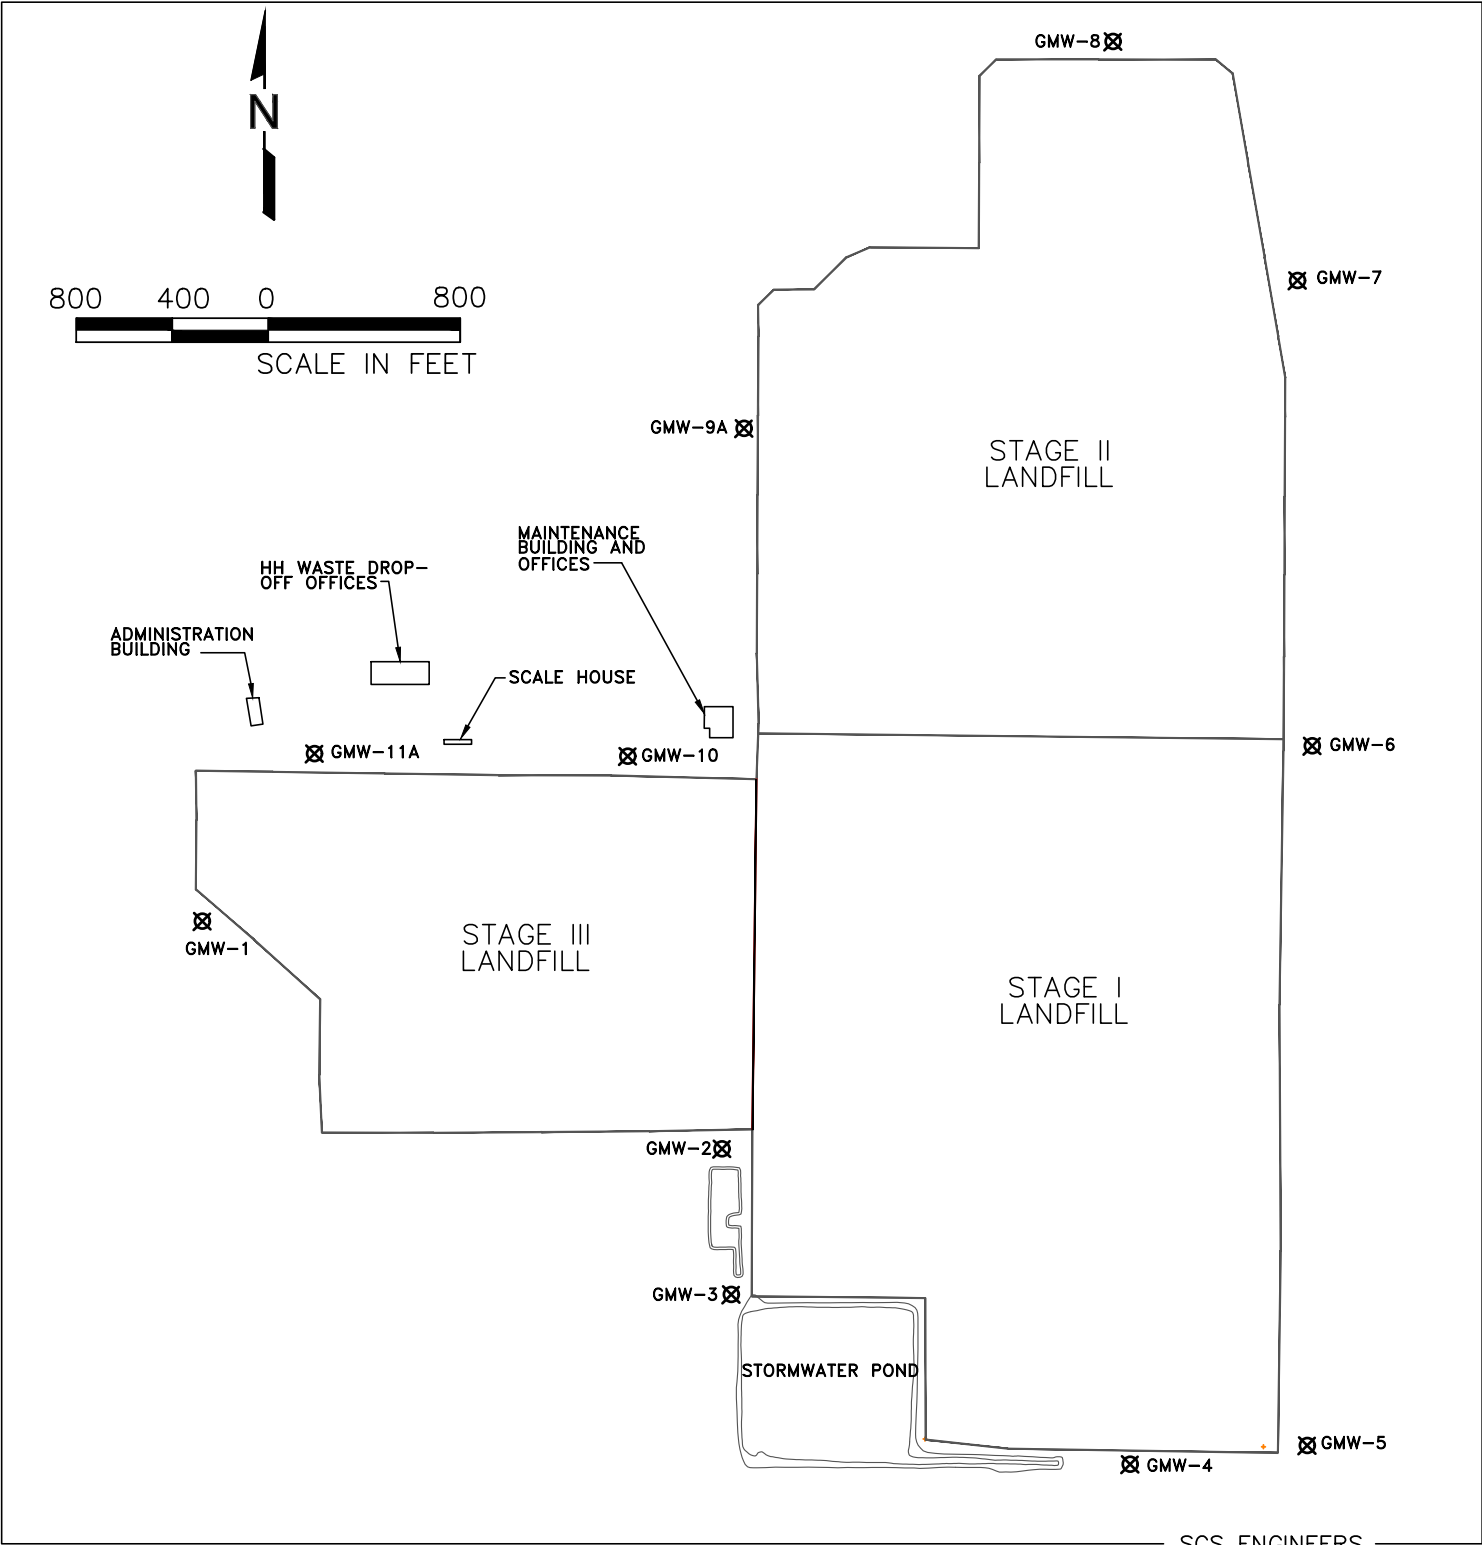 GMW-8
N
GMW-7
800 400 0 800
SCALE IN FEET
GMW-9A
STAGE II
LANDFILL
MAINTENANCE
BUILDING AND
OFFICES
HH WASTE DROP-
OFF OFFICES
ADMINISTRATION
BUILDING
SCALE HOUSE
GMW-11A
GMW-10
GMW-6
GMW-1
STAGE III
LANDFILL
STAGE I
LANDFILL
GMW-2
GMW-3
STORMWATER POND
GMW-5
GMW-4
SCS ENGINEERS